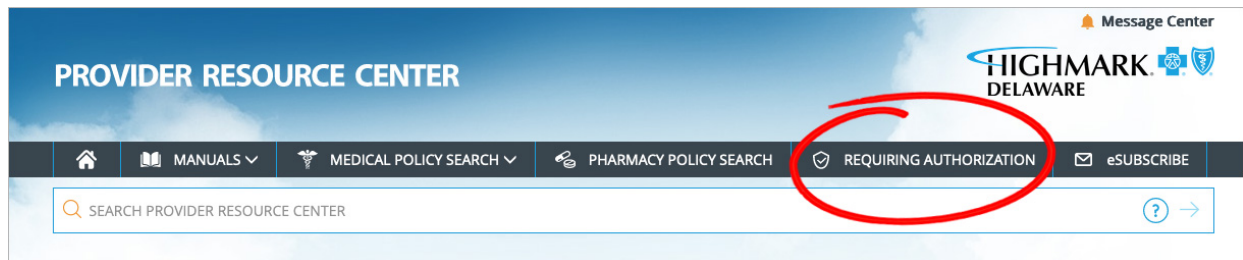 Message Center
PROVIDER RESOURCE CENTER
HIGHMARK.
DELAWARE
MANUALS
MEDICAL POLICY SEARCH
PHARMACY POLICY SEARCH
REQUIRING AUTHORIZATION
eSUBSCRIBE
SEARCH PROVIDER RESOURCE CENTER
?